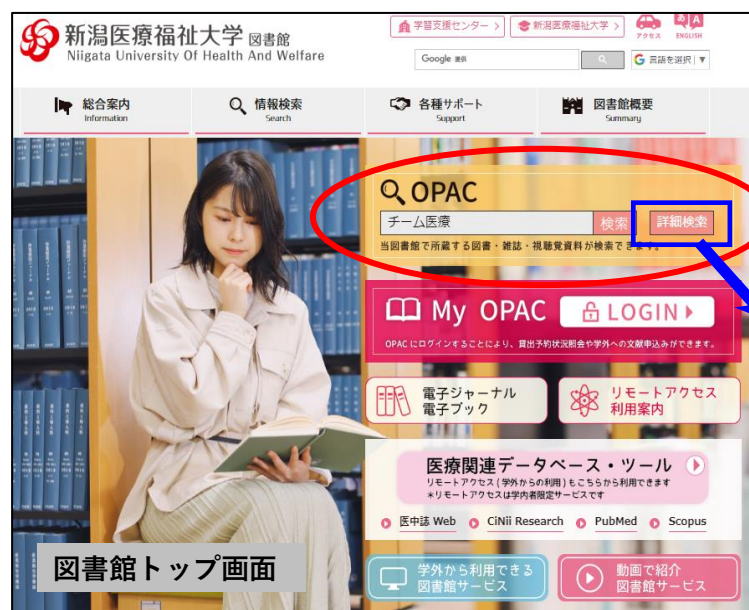 新潟医療福祉大学 図書館
Niigata University Of Health And Welfare
学習支援センター
新潟医療福祉大学
アクセス
あ A
ENGLISH
Google 提供
G 言語を選択 ▼
総合案内
Information
情報検索
Search
各種サポート
Support
図書館概要
Summary
OPAC
チーム医療
検索
詳細検索
当図書館で所蔵する図書・雑誌・視聴覚資料が検索できます。
My OPAC
LOGIN
OPACにログインすることにより、貸出予約状況照会や学外への文献申込みができます。
電子ジャーナル
電子ブック
リモートアクセス
利用案内
医療関連データベース・ツール
リモートアクセス(学外からの利用)もこちらから利用できます
*リモートアクセスは学内者限定サービスです
医中誌 Web
CiNii Research
PubMed
Scopus
図書館トップ画面
学外から利用できる
図書館サービス
動画で紹介
図書館サービス